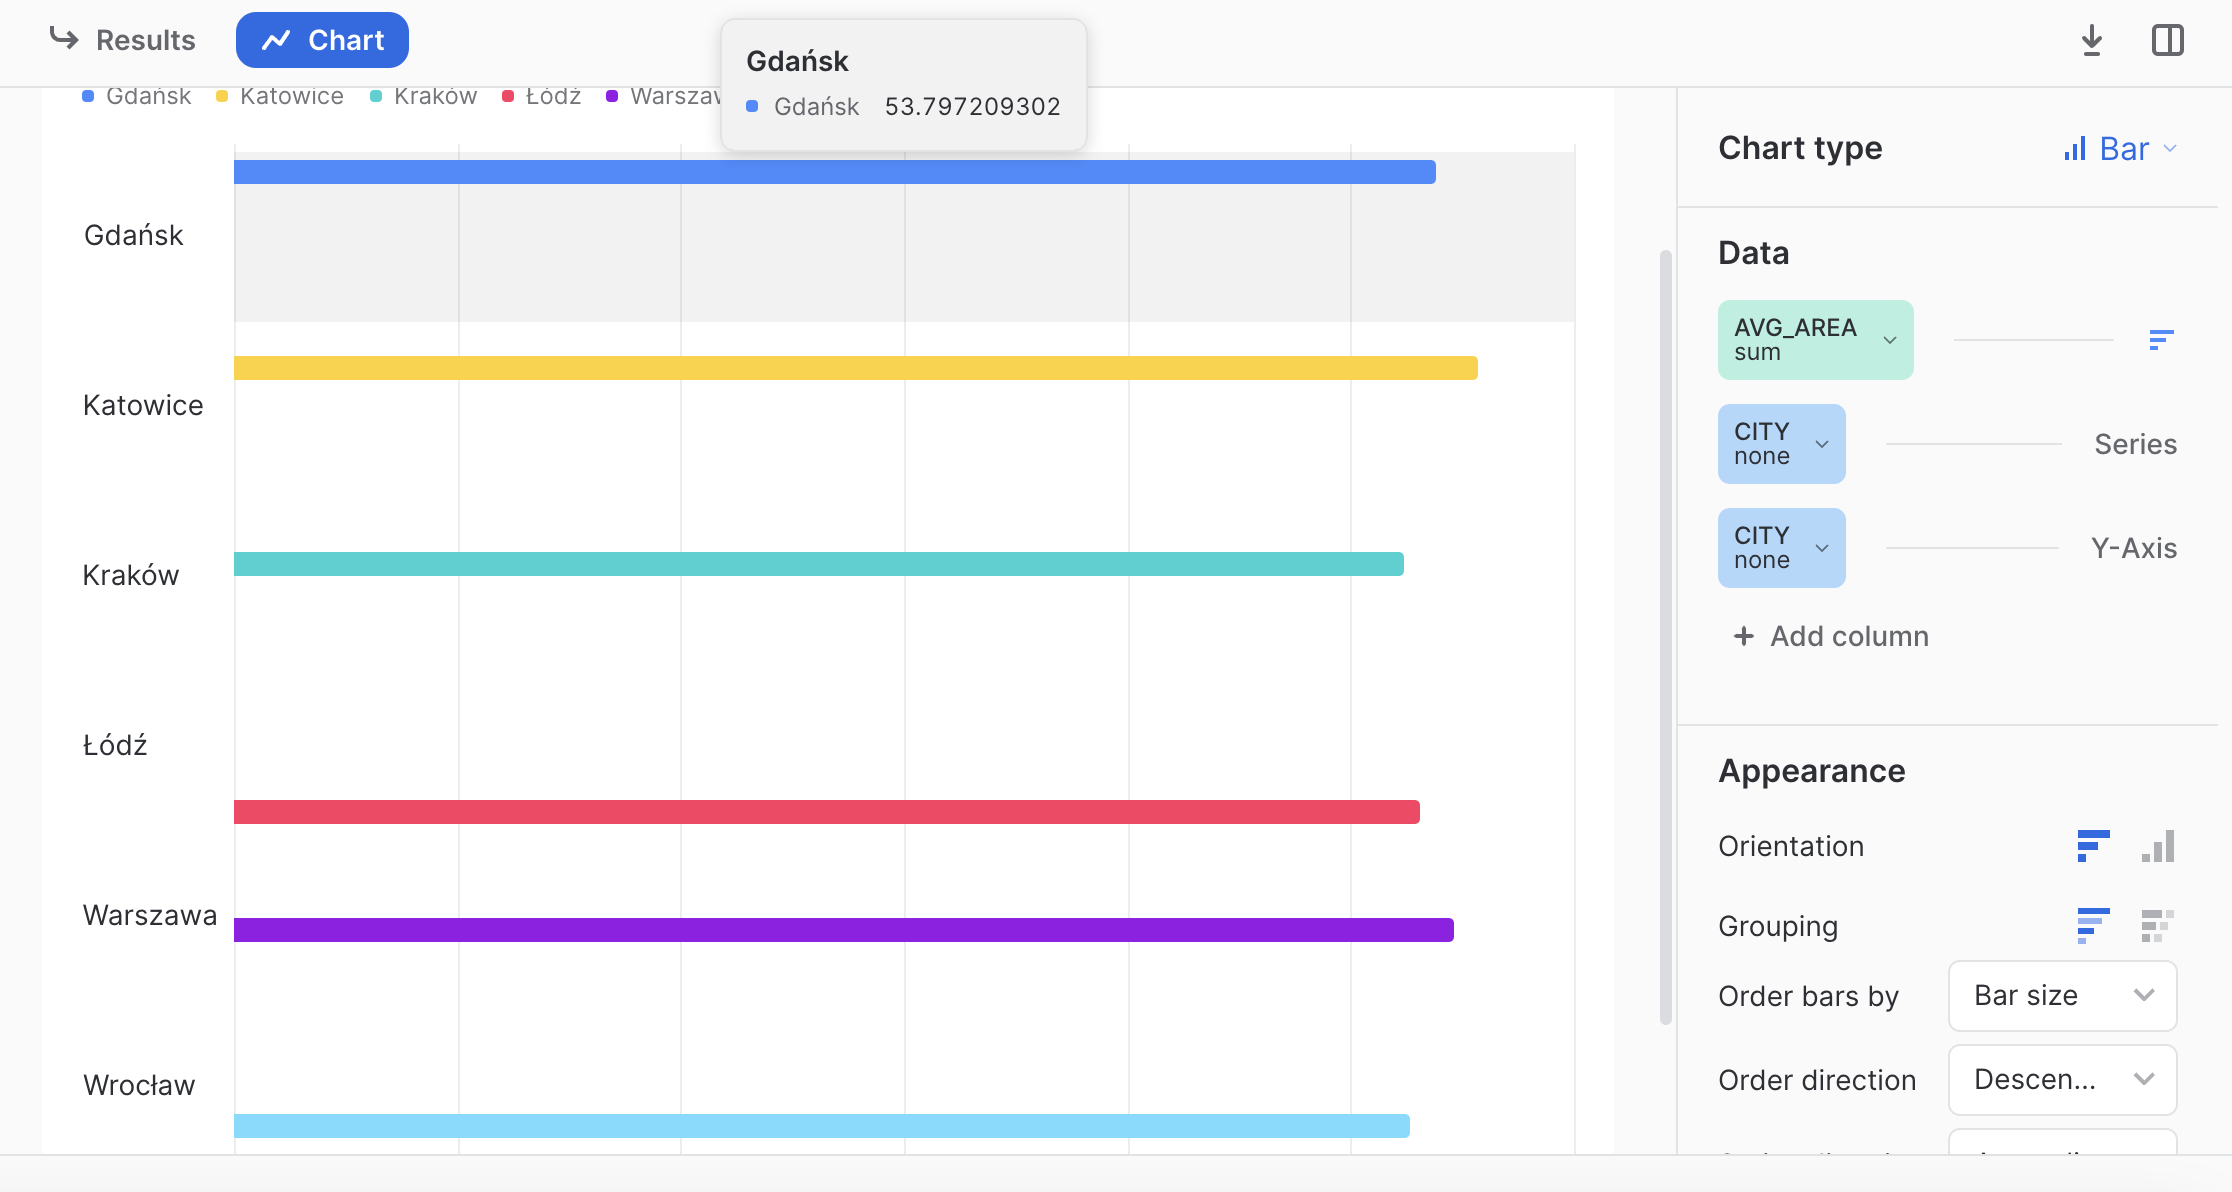 Results
Chart
Gdańsk
Gdańsk 53.797209302
Gdańsk Katowice Kraków Łódź
Gdańsk
Katowice
Kraków
Łódź
Warszawa
Wrocław
Chart type
Bar
Data
AVG_AREA
sum
CITY
none
Series
CITY
none
Y-Axis
+ Add column
Appearance
Orientation
Grouping
Order bars by
Bar size
Order direction
Descen...